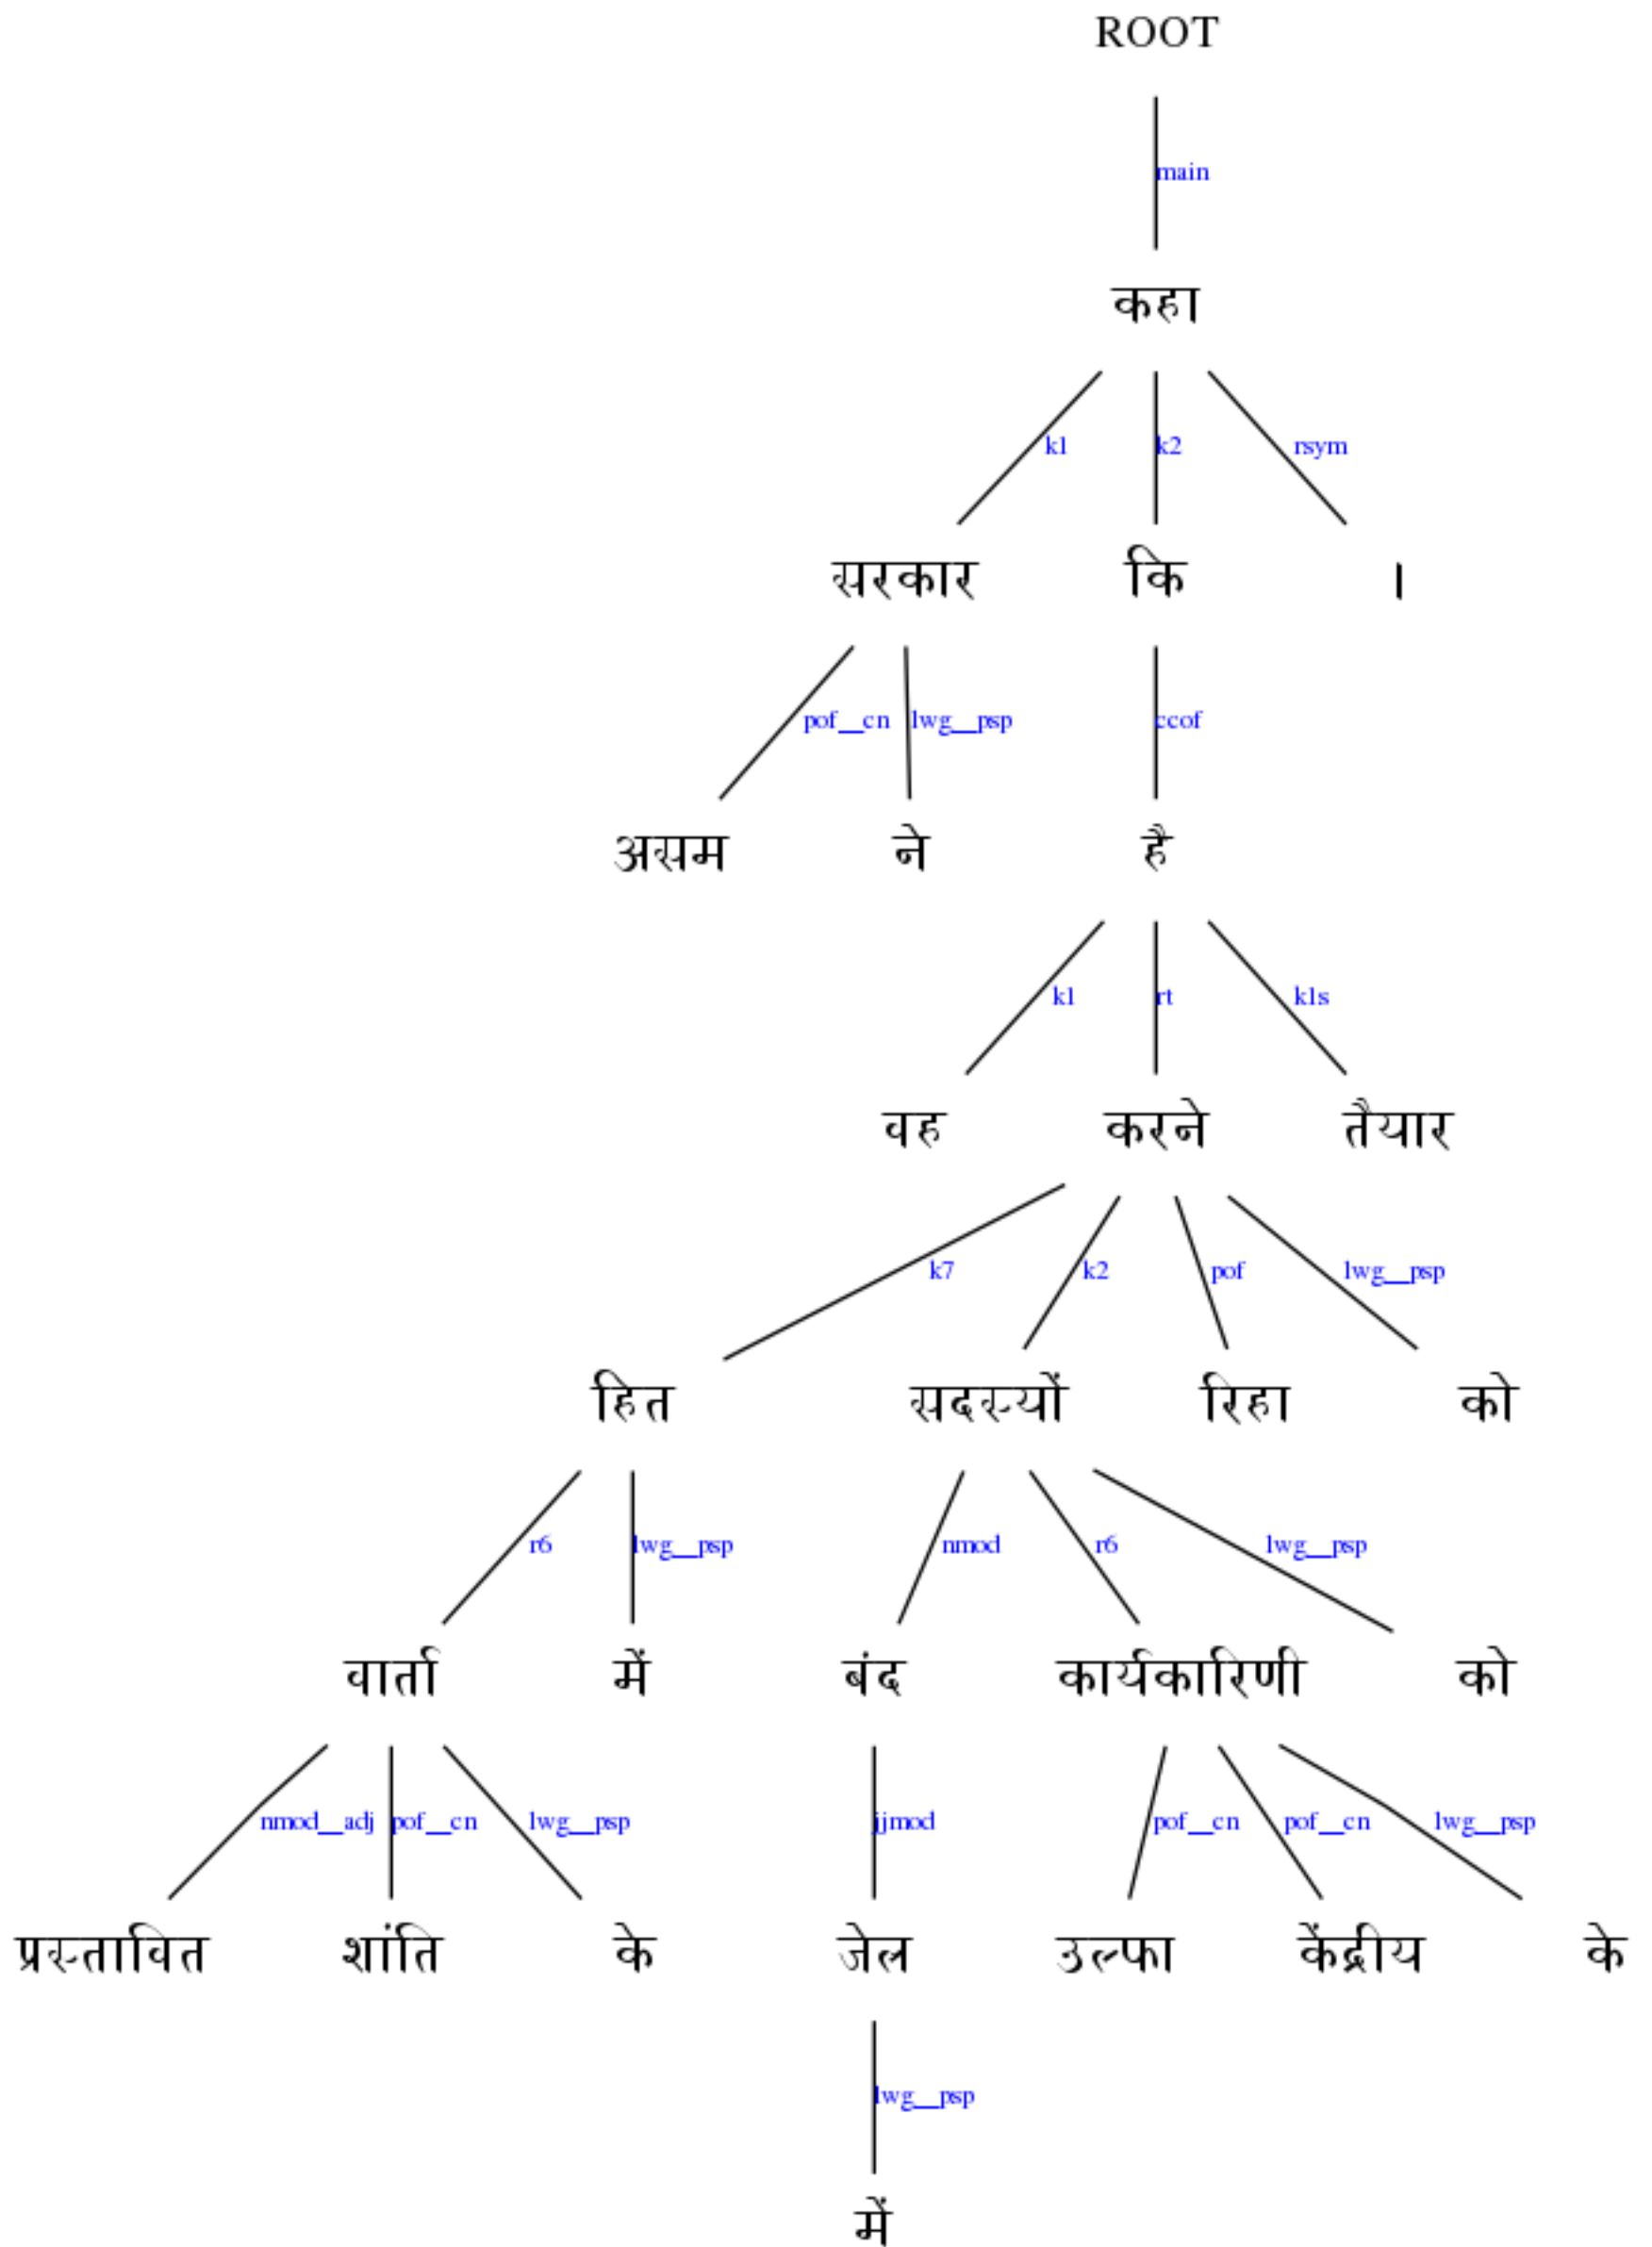 ROOT
main
कहा
k1 k2 rsym
सरकार कि ।
pof__cn lwg__psp ccof
असम ने है
k1 rt k1s
वह करने तैयार
k7 k2 pof lwg__psp
हित सदस्यों रिहा को
r6 lwg__psp nmod r6 lwg__psp
वार्ता में बंद कार्यकारिणी को
nmod__adj pof__cn lwg__psp jjmod pof__cn pof__cn lwg__psp
प्रस्तावित शांति के जेल उल्फा केंद्रीय के
lwg__psp
में